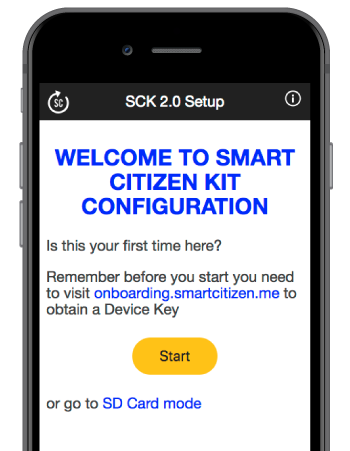 SC
SCK 2.0 Setup
WELCOME TO SMART
CITIZEN KIT
CONFIGURATION
Is this your first time here?
Remember before you start you need
to visit onboarding.smartcitizen.me to
obtain a Device Key
Start
or go to SD Card mode